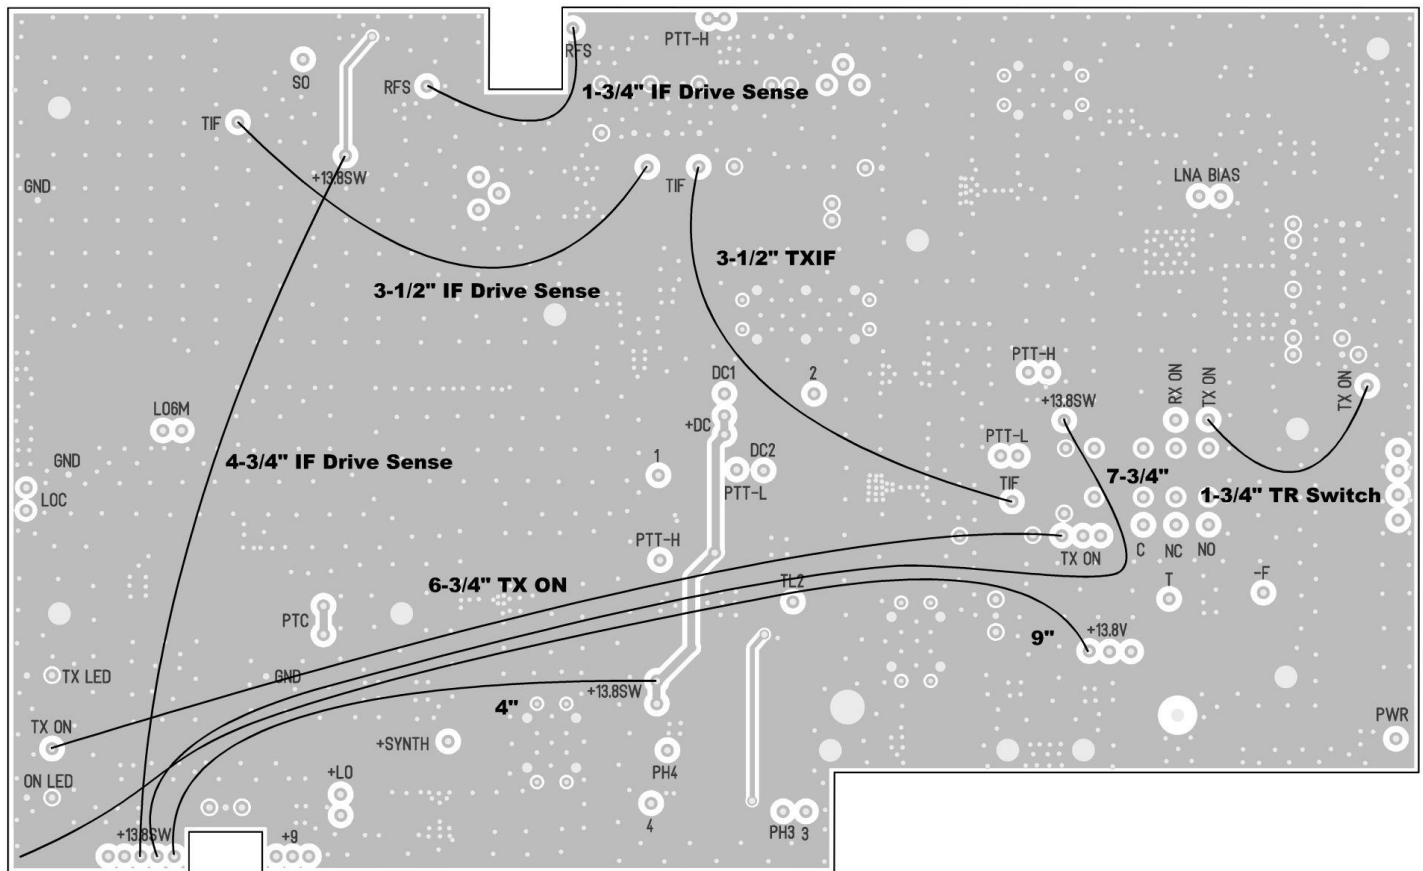 PTT-H
RFS
SO
RFS
1-3/4" IF Drive Sense
TIF
+13.8SW
TIF
LNA BIAS
GND
3-1/2" TXIF
3-1/2" IF Drive Sense
PTT-H
DC1
2
RX ON
TX ON
TX ON
+13.8SW
LO6M
+DC
PTT-L
GND
4-3/4" IF Drive Sense
1
DC2
7-3/4"
TIF
PTT-L
1-3/4" TR Switch
LOC
PTT-H
TX ON
C
NC
NO
6-3/4" TX ON
TL2
T
-F
PTC
9"
+13.8V
TX LED
GND
+13.8SW
4"
TX ON
PWR
+SYNTH
PH4
ON LED
+LO
4
PH3
3
+13.8SW
+9